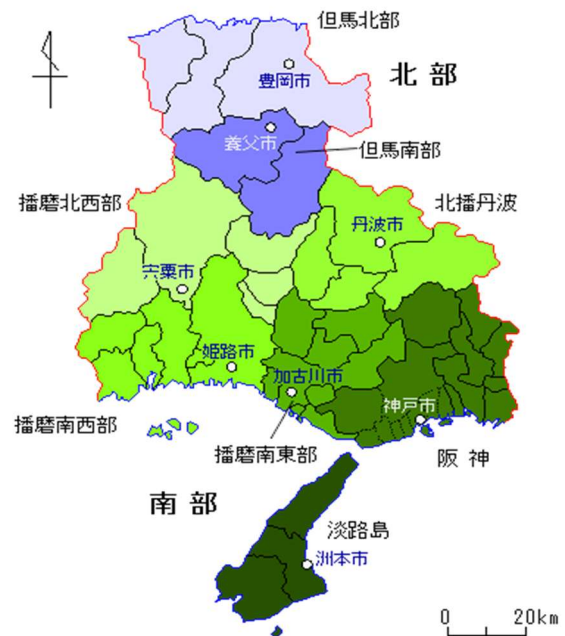 但馬北部
北部
豊岡市
養父市
但馬南部
播磨北西部
北播丹波
丹波市
宍粟市
姫路市
加古川市
神戸市
播磨南西部
播磨南東部
阪神
南部
淡路島
洲本市
0 20km